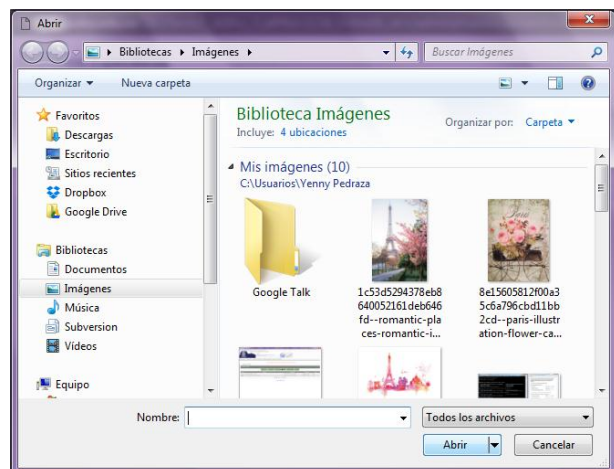 Abrir
Bibliotecas Imágenes
Buscar Imágenes
Organizar Nueva carpeta
Favoritos
Descargas
Escritorio
Sitios recientes
Dropbox
Google Drive
Bibliotecas
Documentos
Imágenes
Música
Subversion
Vídeos
Equipo
Biblioteca Imágenes
Incluye: 4 ubicaciones
Organizar por: Carpeta
Mis imágenes (10)
C:\Usuarios\Yenny Pedraza
Google Talk
1c53d5294378eb8
640052161deb646
fd--romantic-pla
ces-romantic-i...
8e15605812f00a3
5c6a796cbd11bb
2cd--paris-illustr
ation-flower-ca...
Nombre:
Todos los archivos
Abrir
Cancelar